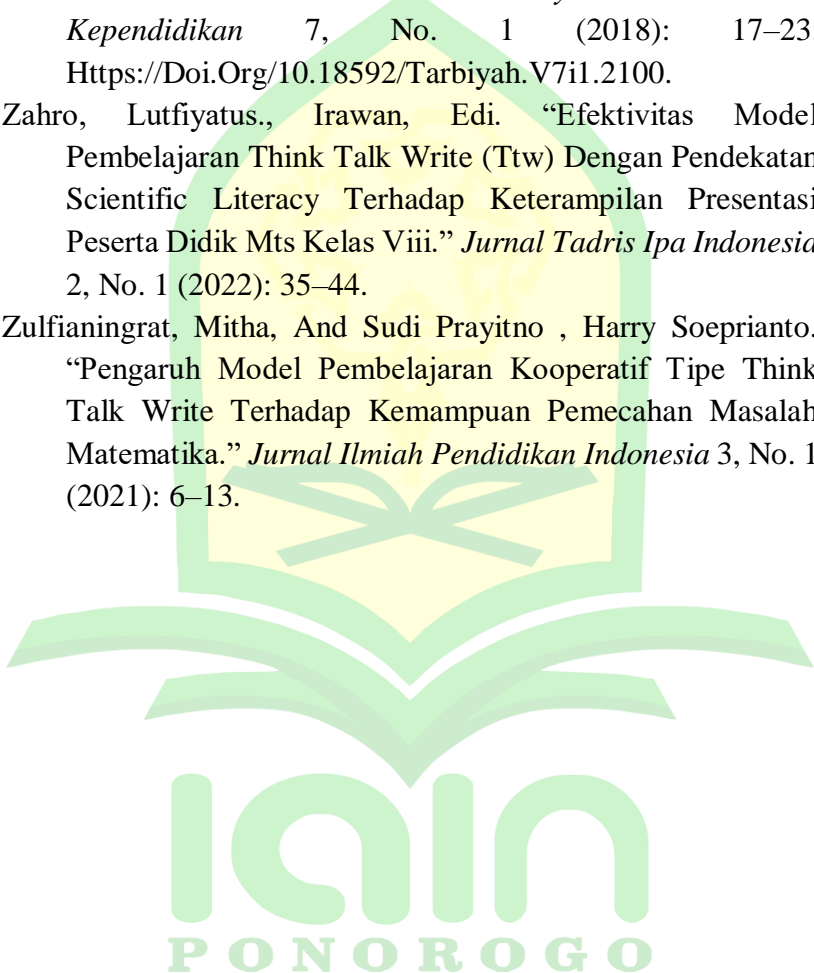 Kependidikan 7, No. 1 (2018): 17–23.
Https://Doi.Org/10.18592/Tarbiyah.V7i1.2100.
Zahro, Lutfiyatus., Irawan, Edi. “Efektivitas Model
Pembelajaran Think Talk Write (Ttw) Dengan Pendekatan
Scientific Literacy Terhadap Keterampilan Presentasi
Peserta Didik Mts Kelas Viii.” Jurnal Tadris Ipa Indonesia
2, No. 1 (2022): 35–44.
Zulfianingrat, Mitha, And Sudi Prayitno , Harry Soeprianto.
“Pengaruh Model Pembelajaran Kooperatif Tipe Think
Talk Write Terhadap Kemampuan Pemecahan Masalah
Matematika.” Jurnal Ilmiah Pendidikan Indonesia 3, No. 1
(2021): 6–13.
iain
PONOROGO